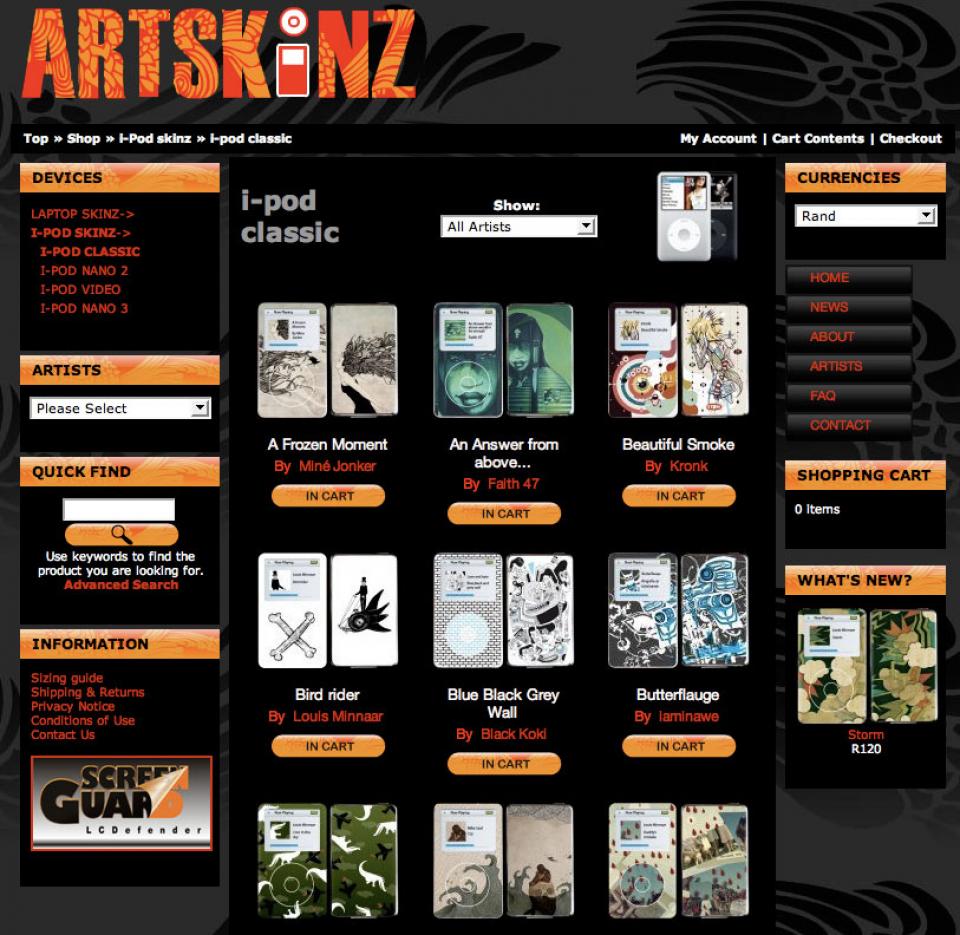 ARTSKiNZ
Top » Shop » i-Pod skinz » i-pod classic
My Account | Cart Contents | Checkout
DEVICES
LAPTOP SKINZ->
I-POD SKINZ->
I-POD CLASSIC
I-POD NANO 2
I-POD VIDEO
I-POD NANO 3
ARTISTS
Please Select
QUICK FIND
Use keywords to find the
product you are looking for.
Advanced Search
INFORMATION
Sizing guide
Shipping & Returns
Privacy Notice
Conditions of Use
Contact Us
SCREEN
GUARD
LCDefender
i-pod
classic
Show:
All Artists
A Frozen Moment
By Miné Jonker
IN CART
An Answer from
above...
By Faith 47
IN CART
Beautiful Smoke
By Kronk
IN CART
Bird rider
By Louis Minnaar
IN CART
Blue Black Grey
Wall
By Black Koki
IN CART
Butterflauge
By iaminawe
IN CART
CURRENCIES
Rand
HOME
NEWS
ABOUT
ARTISTS
FAQ
CONTACT
SHOPPING CART
0 items
WHAT'S NEW?
Storm
R120